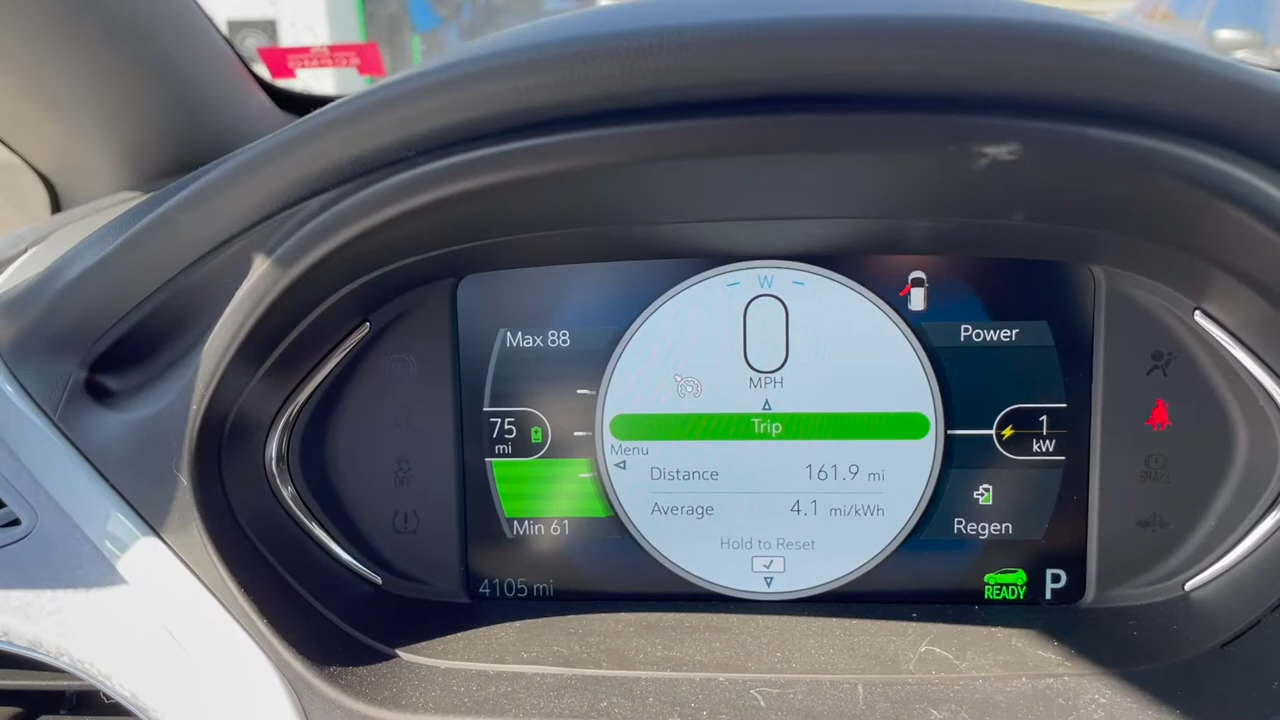 W
0
MPH
Max 88
Power
Trip
75
mi
1
kW
Menu
Distance 161.9 mi
Average 4.1 mi/kWh
Min 61
Regen
Hold to Reset
4105 mi
READY
P